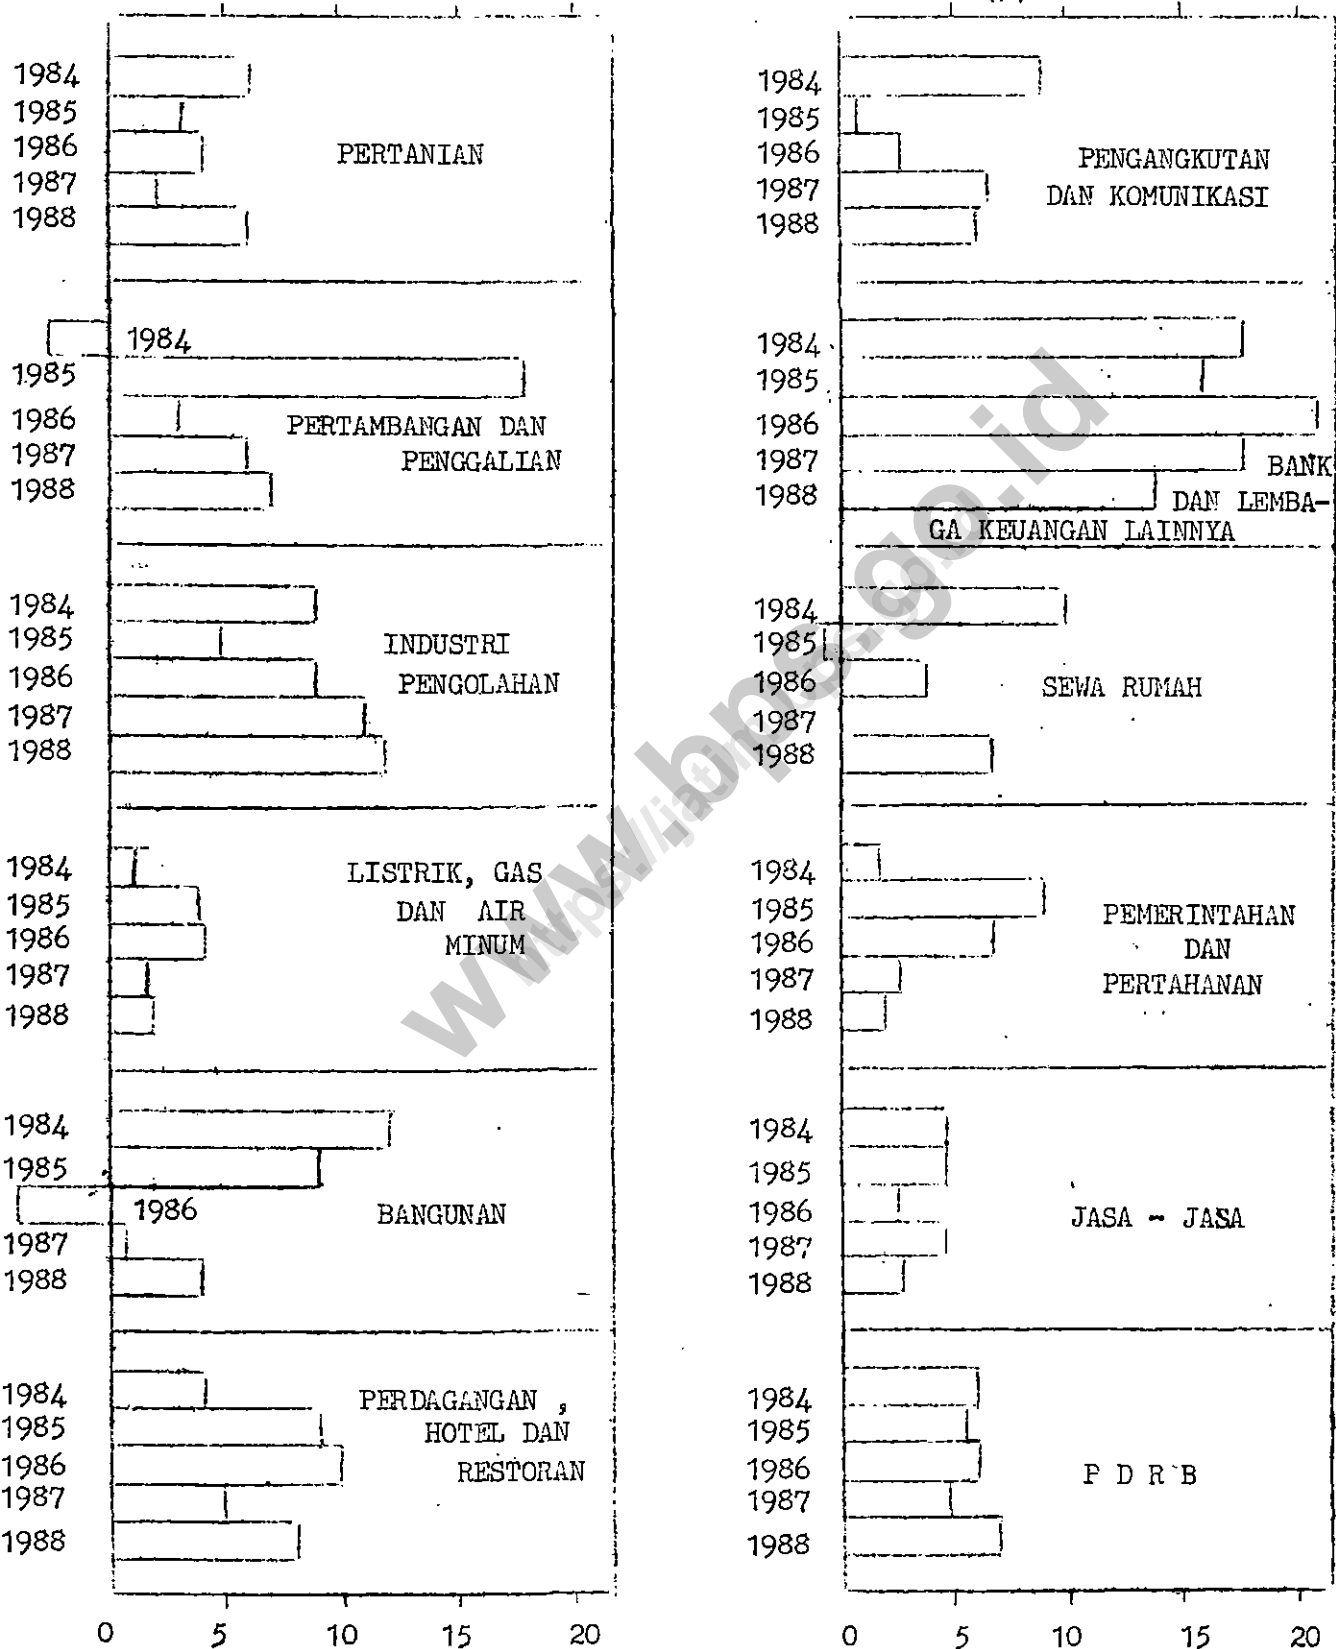 1984
1985
1986
1987
1988
PERTANIAN
1984
1985
1986
1987
1988
PERTAMBANGAN DAN
PENGGALIAN
1984
1985
1986
1987
1988
INDUSTRI
PENGOLAHAN
1984
1985
1986
1987
1988
LISTRIK, GAS
DAN AIR
MINUM
1984
1985
1986
1987
1988
BANGUNAN
1984
1985
1986
1987
1988
PERDAGANGAN ,
HOTEL DAN
RESTORAN
0 5 10 15 20
1984
1985
1986
1987
1988
PENGANGKUTAN
DAN KOMUNIKASI
1984
1985
1986
1987
1988
BANK
DAN LEMBA-
GA KEUANGAN LAINNYA
1984
1985
1986
1987
1988
SEWA RUMAH
1984
1985
1986
1987
1988
PEMERINTAHAN
DAN
PERTAHANAN
1984
1985
1986
1987
1988
JASA - JASA
1984
1985
1986
1987
1988
P D R B
0 5 10 15 20
www.bps.go.id